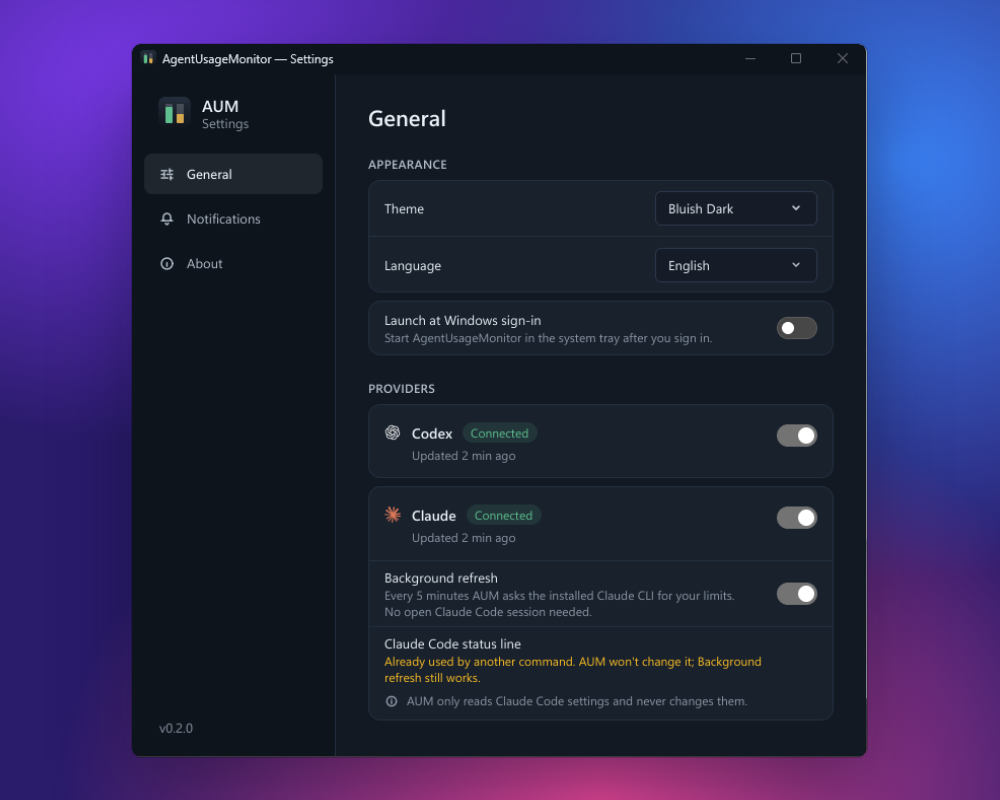 AgentUsageMonitor — Settings
AUM
Settings
General
Notifications
About
v0.2.0
General
APPEARANCE
Theme
Bluish Dark
Language
English
Launch at Windows sign-in
Start AgentUsageMonitor in the system tray after you sign in.
PROVIDERS
Codex Connected
Updated 2 min ago
Claude Connected
Updated 2 min ago
Background refresh
Every 5 minutes AUM asks the installed Claude CLI for your limits.
No open Claude Code session needed.
Claude Code status line
Already used by another command. AUM won't change it; Background
refresh still works.
AUM only reads Claude Code settings and never changes them.